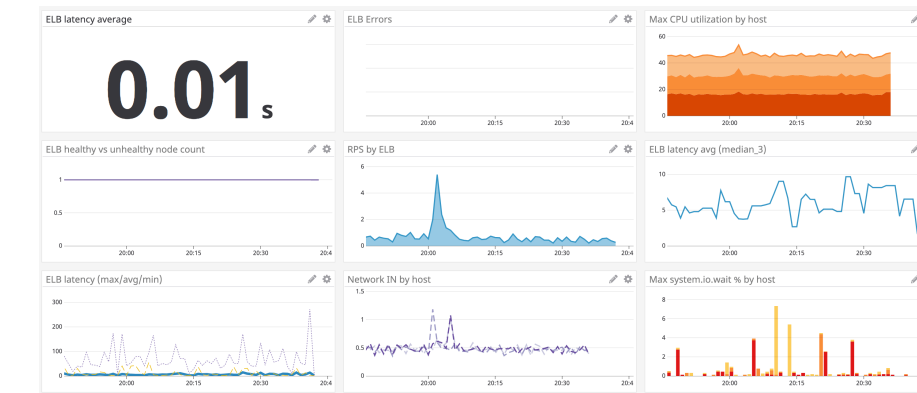 ELB latency average
0.01 s
ELB Errors
20:00 20:15 20:30 20:4
Max CPU utilization by host
60
40
20
0
20:00 20:15 20:30
ELB healthy vs unhealthy node count
1
0.5
0
20:00 20:15 20:30 20:4
RPS by ELB
6
4
2
0
20:00 20:15 20:30 20:4
ELB latency avg (median_3)
10
5
0
20:00 20:15 20:30
ELB latency (max/avg/min)
300
200
100
0
20:00 20:15 20:30 20:4
Network IN by host
1.5
1
0.5
0
20:00 20:15 20:30 20:4
Max system.io.wait % by host
8
6
4
2
0
20:00 20:15 20:30